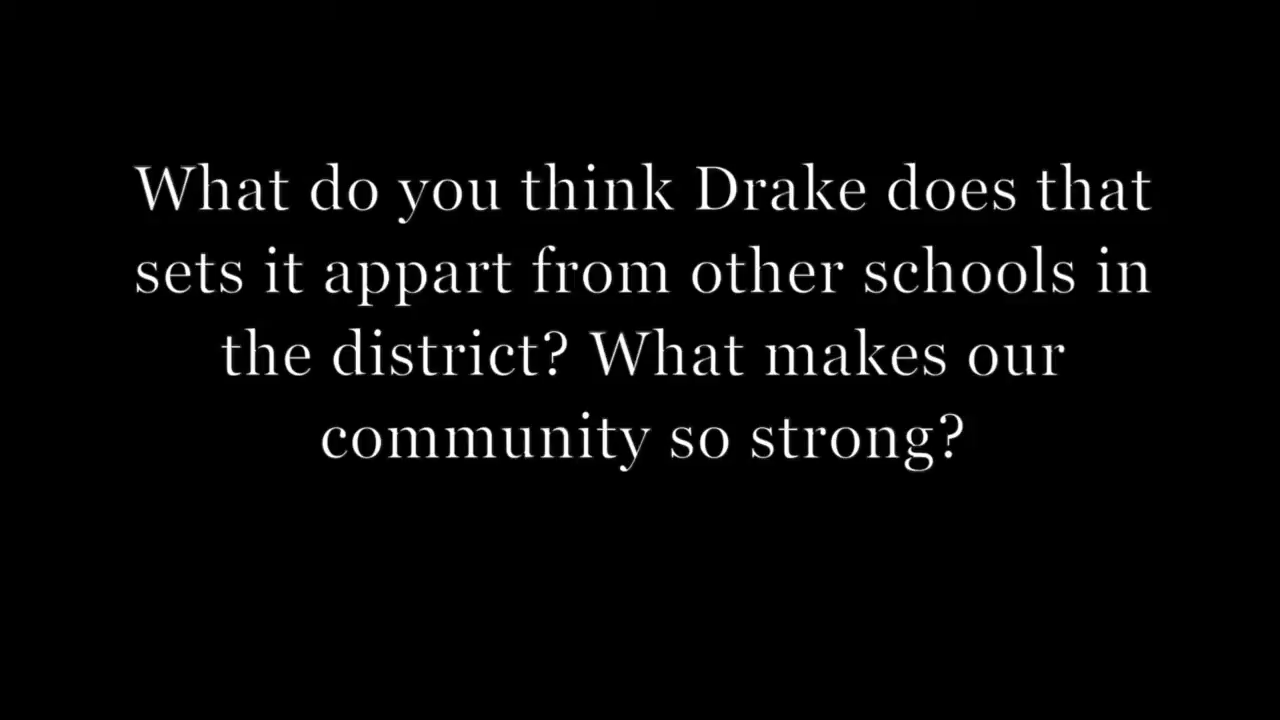 What do you think Drake does that
sets it appart from other schools in
the district? What makes our
community so strong?